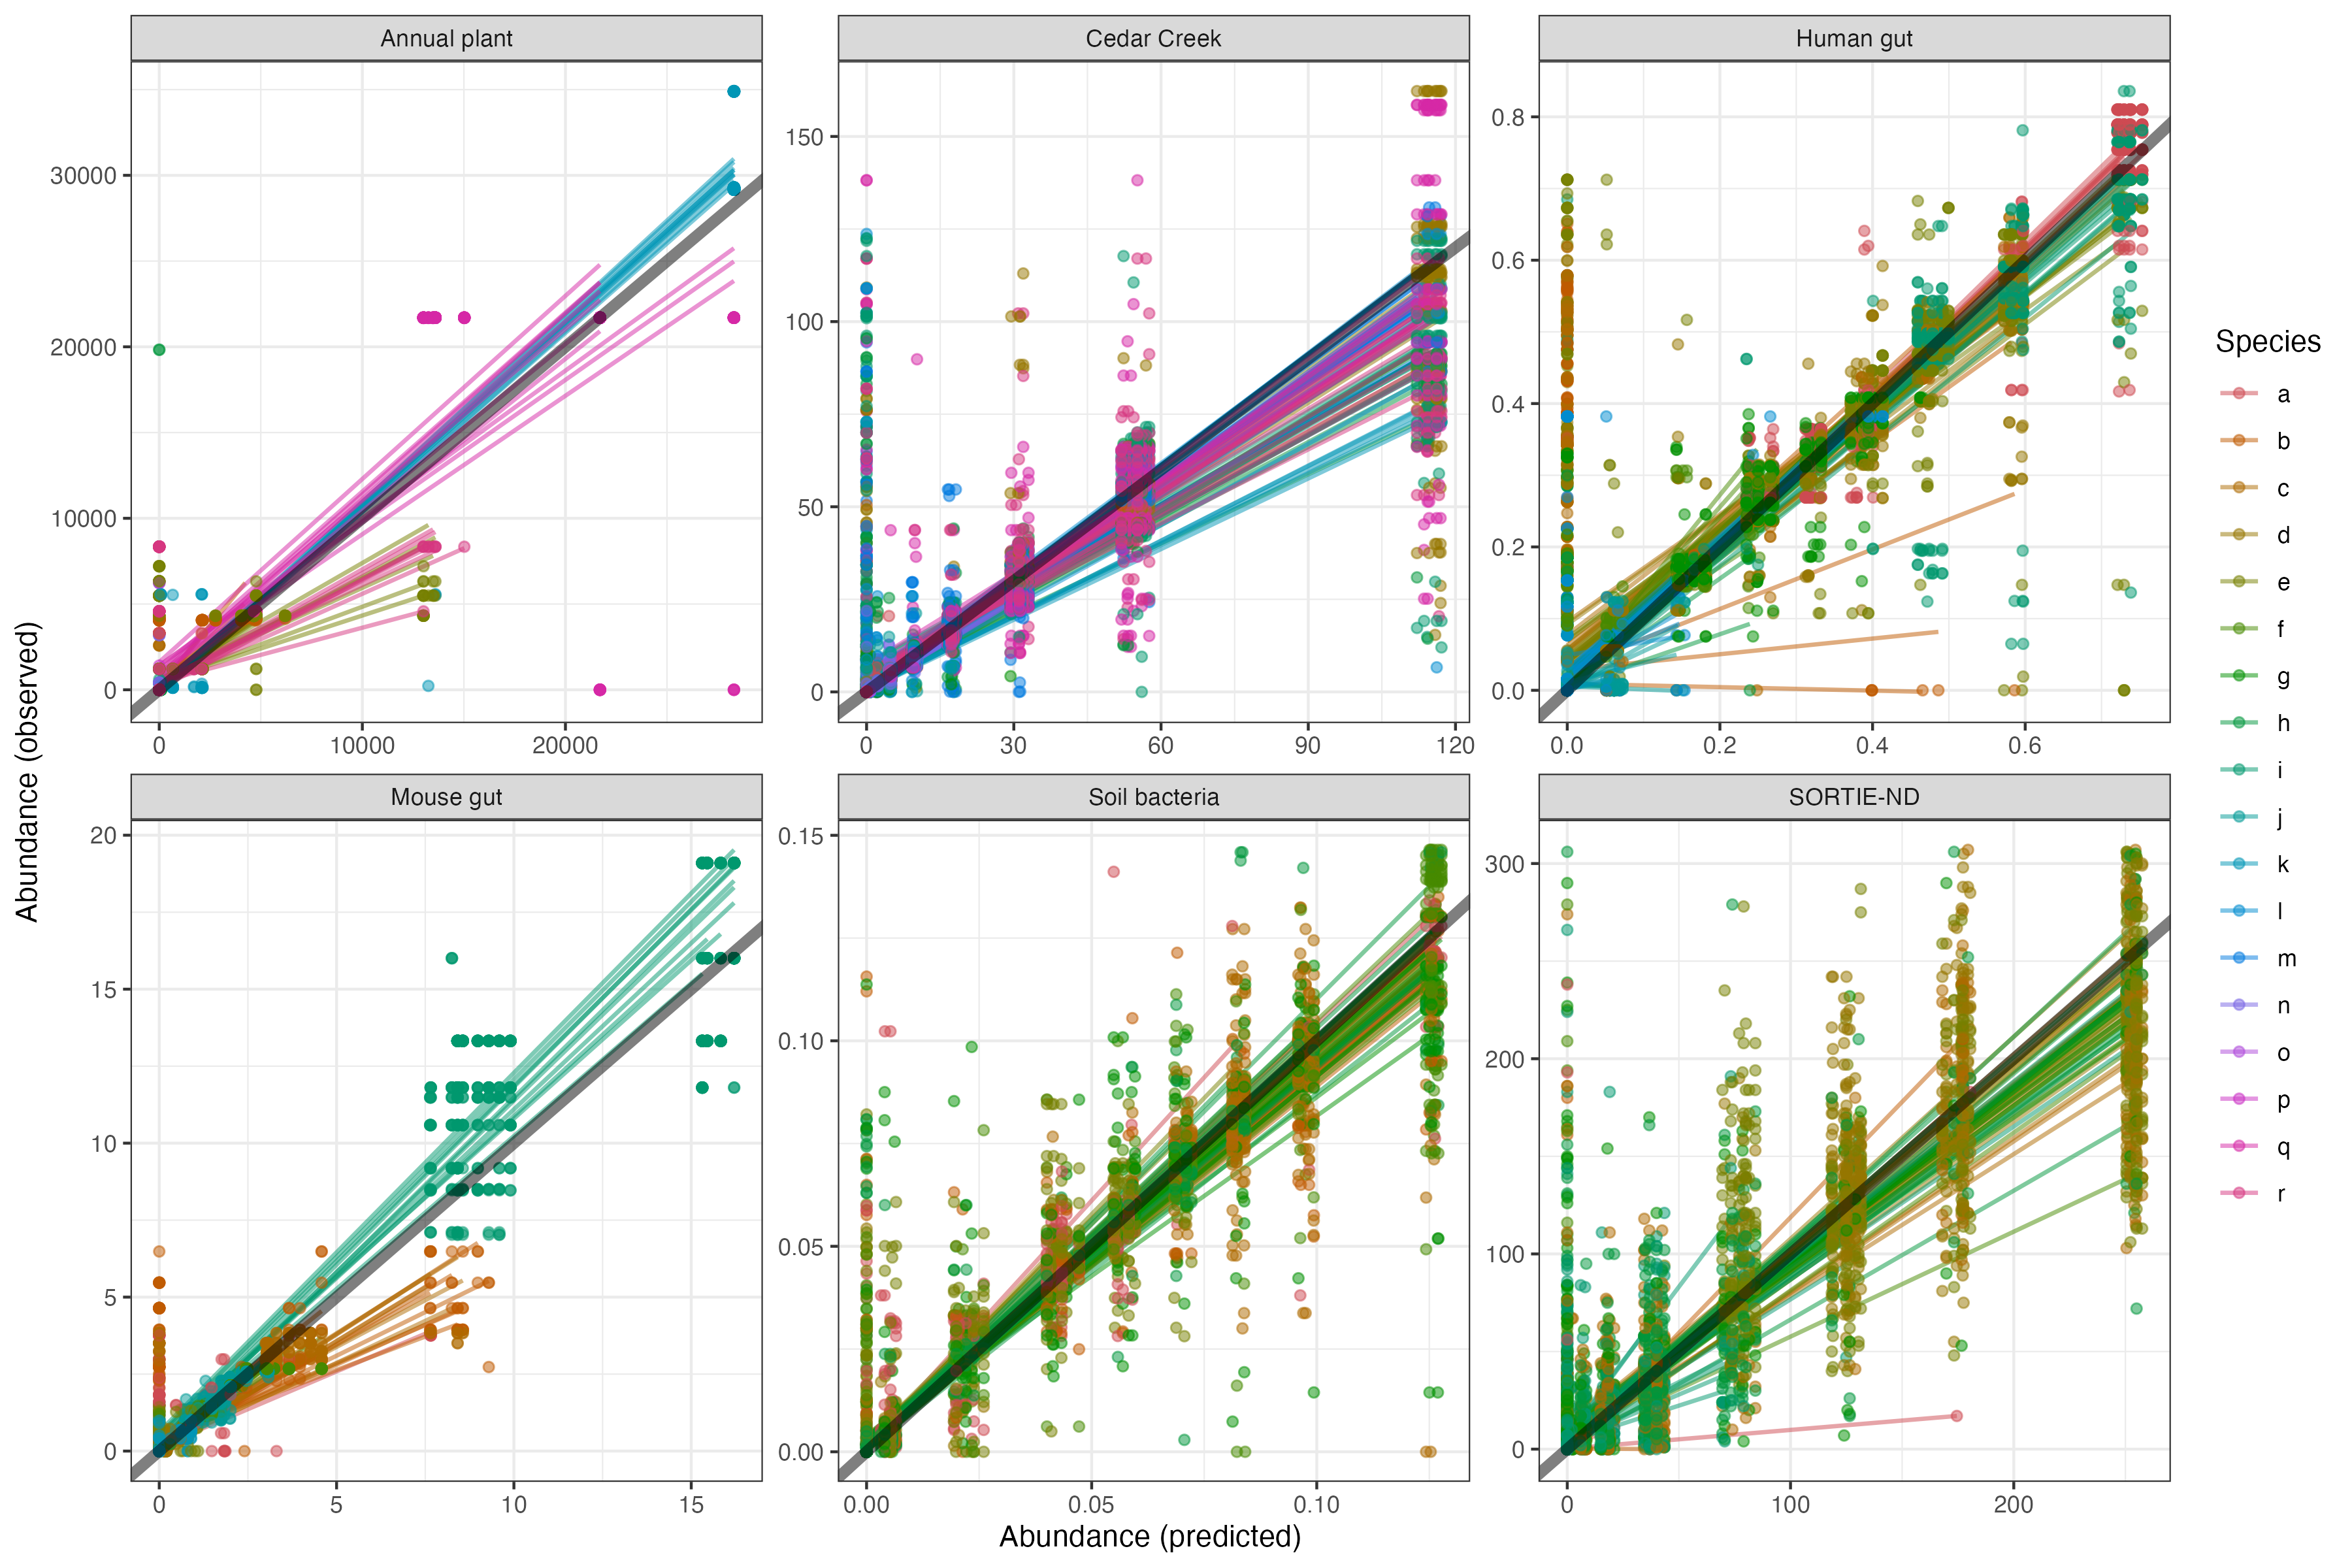 Annual plant
Cedar Creek
Human gut
30000
20000
10000
0
0
10000
20000
150
100
50
0
0
30
60
90
120
0.8
0.6
0.4
0.2
0.0
0.0
0.2
0.4
0.6
Mouse gut
Soil bacteria
SORTIE-ND
20
15
10
5
0
0
5
10
15
0.15
0.10
0.05
0.00
0.00
0.05
0.10
300
200
100
0
0
100
200
Abundance (observed)
Abundance (predicted)
Species
a
b
c
d
e
f
g
h
i
j
k
l
m
n
o
p
q
r